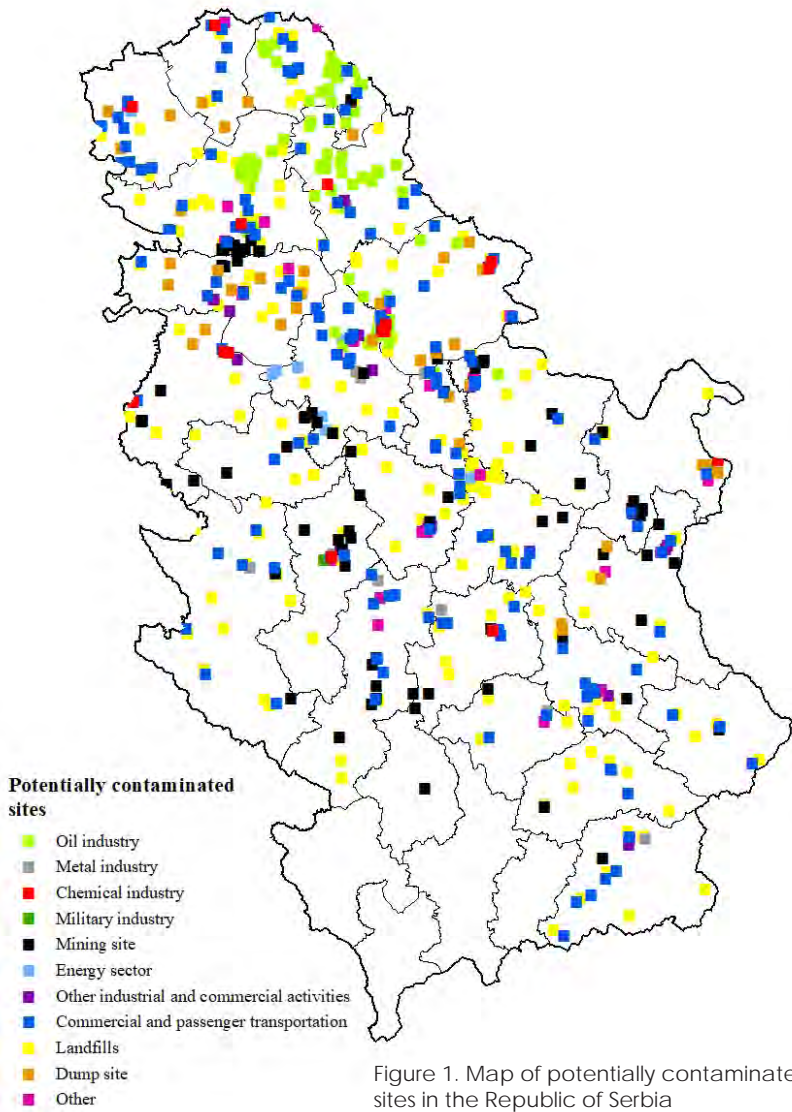 Potentially contaminated
sites
Oil industry
Metal industry
Chemical industry
Military industry
Mining site
Energy sector
Other industrial and commercial activities
Commercial and passenger transportation
Landfills
Dump site
Other
Figure 1. Map of potentially contaminate
sites in the Republic of Serbia